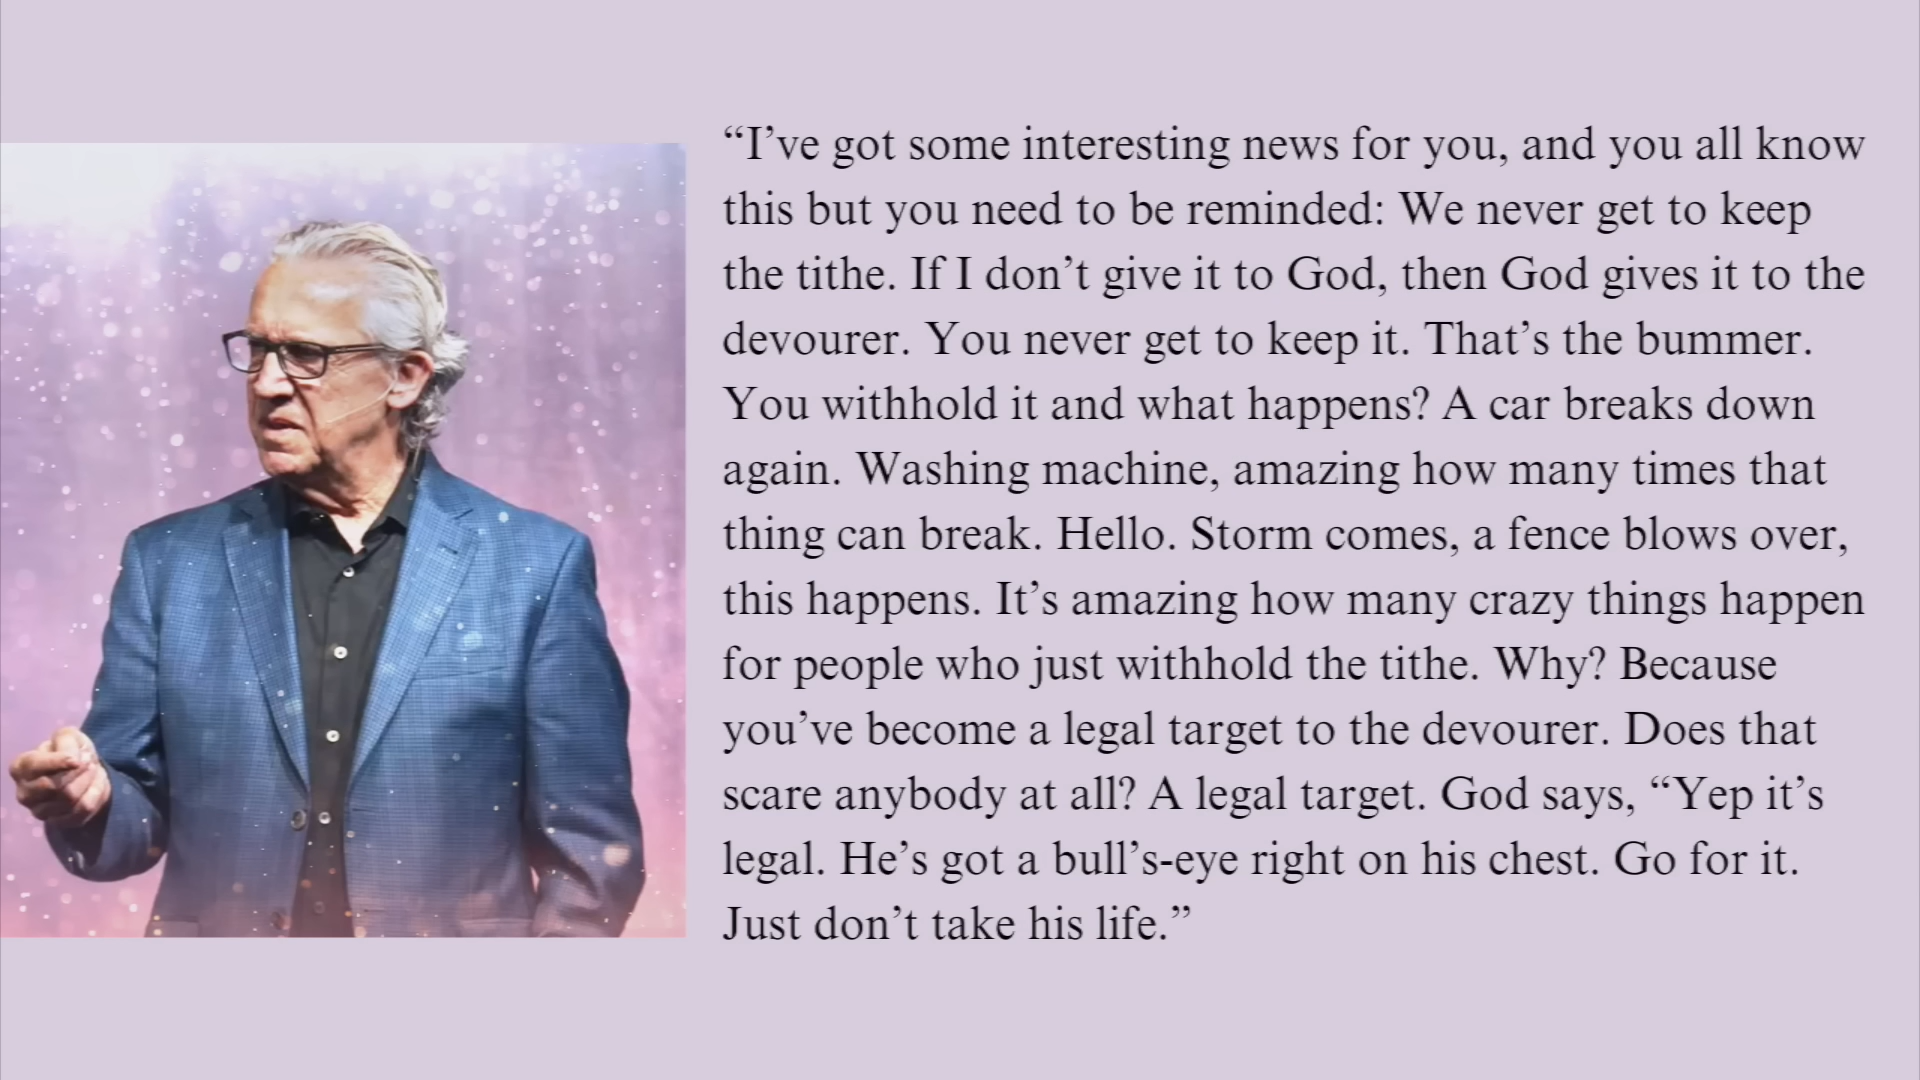 “I’ve got some interesting news for you, and you all know
this but you need to be reminded: We never get to keep
the tithe. If I don’t give it to God, then God gives it to the
devourer. You never get to keep it. That’s the bummer.
You withhold it and what happens? A car breaks down
again. Washing machine, amazing how many times that
thing can break. Hello. Storm comes, a fence blows over,
this happens. It’s amazing how many crazy things happen
for people who just withhold the tithe. Why? Because
you’ve become a legal target to the devourer. Does that
scare anybody at all? A legal target. God says, “Yep it’s
legal. He’s got a bull’s-eye right on his chest. Go for it.
Just don’t take his life.”